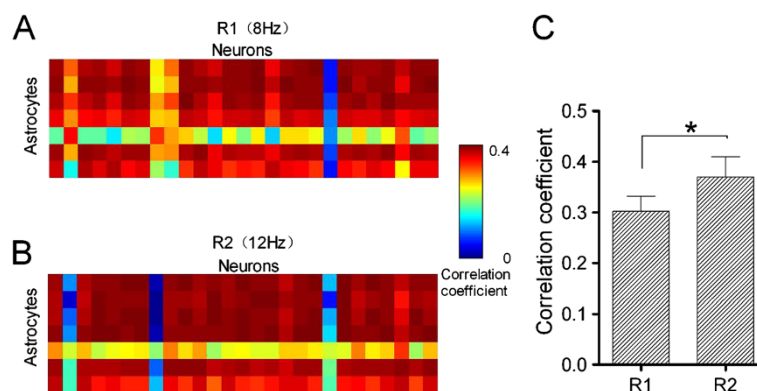 A
R1（8Hz）
Neurons
Astrocytes
0.4
0
Correlation
coefficient
B
R2（12Hz）
Neurons
Astrocytes
C
Correlation coefficient
0.5
0.4
0.3
0.2
0.1
0.0
*
R1
R2